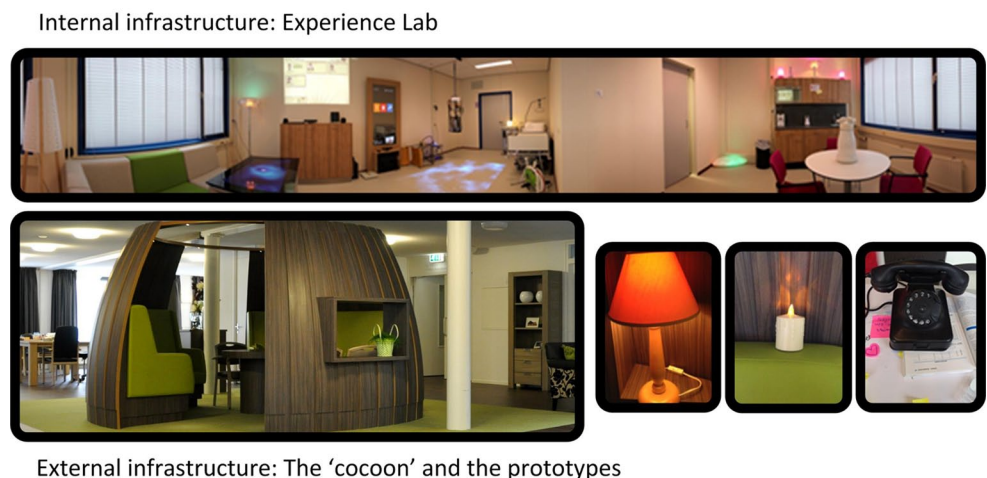 Internal infrastructure: Experience Lab
External infrastructure: The ‘cocoon’ and the prototypes